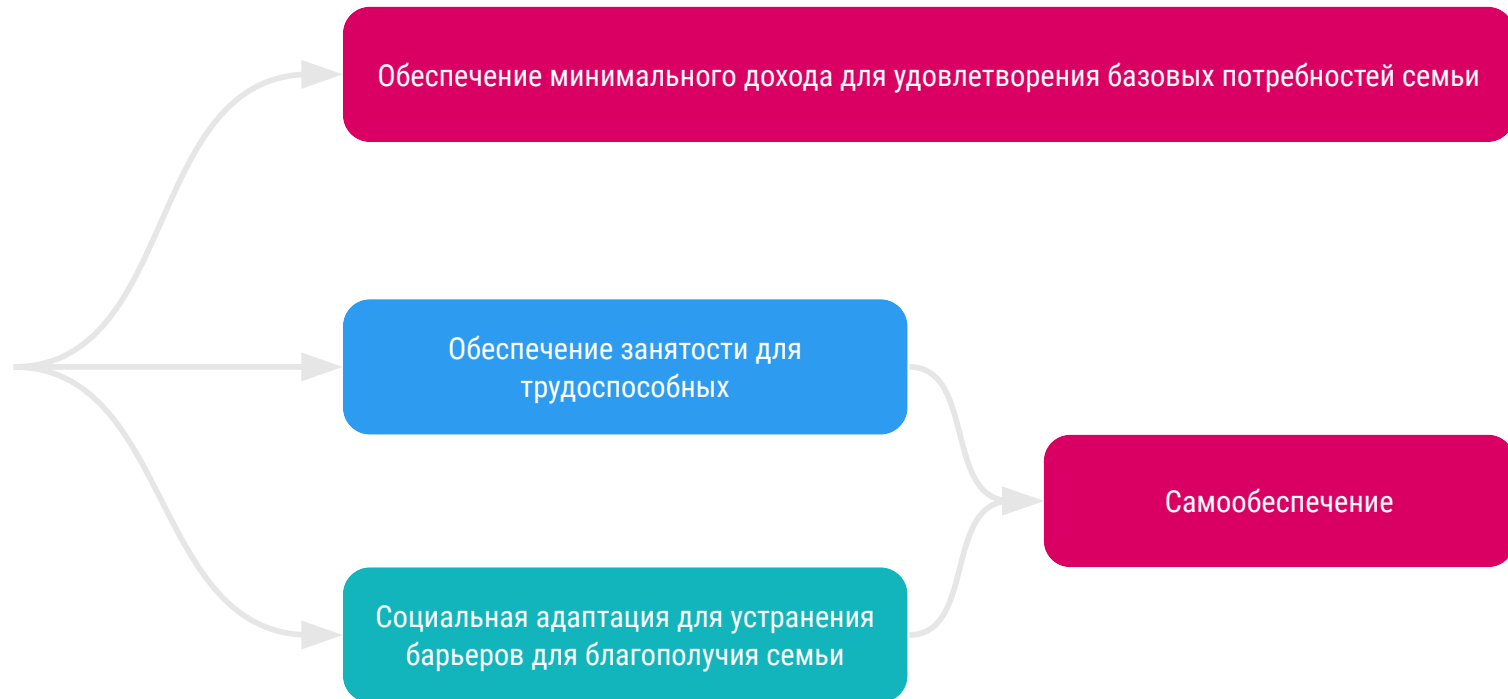 Обеспечение минимального дохода для удовлетворения базовых потребностей семьи
Обеспечение занятости для
трудоспособных
Самообеспечение
Социальная адаптация для устранения
барьеров для благополучия семьи